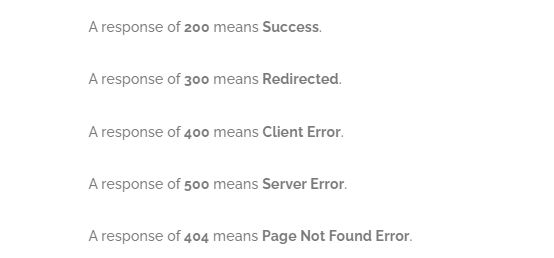 A response of 200 means Success.
A response of 300 means Redirected.
A response of 400 means Client Error.
A response of 500 means Server Error.
A response of 404 means Page Not Found Error.